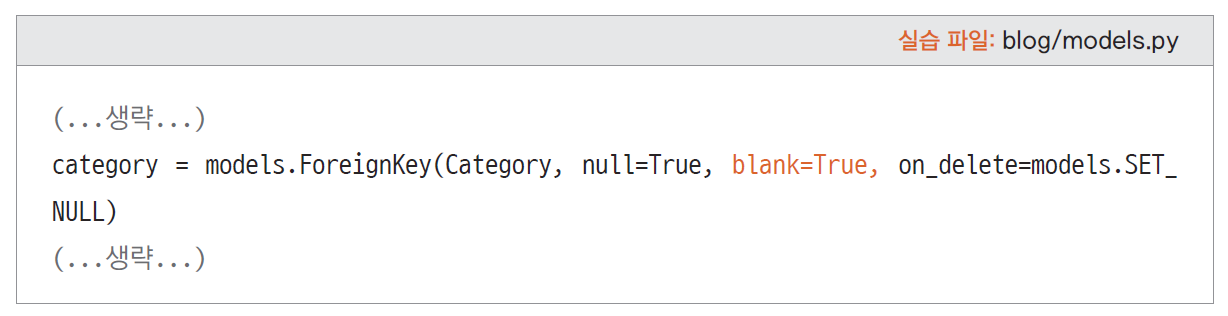 실습 파일: blog/models.py
(...생략...)
category = models.ForeignKey(Category, null=True, blank=True, on_delete=models.SET_
NULL)
(...생략...)